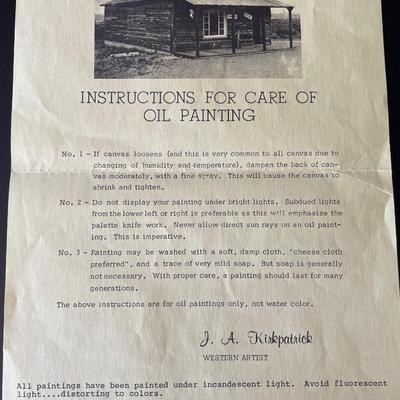 INSTRUCTIONS FOR CARE OF
OIL PAINTING
No. 1 - If canvas loosens (and this is very common to all canvas due to
changing of humidity and temperature), dampen the back of can-
vas moderately, with a fine spray. This will cause the canvas to
shrink and tighten.
No. 2 - Do not display your painting under bright lights. Subdued lights
from the lower left or right is preferable as this will emphasize the
palette knife work. Never allow direct sun rays on an oil paint-
ing. This is imperative.
No. 3 - Painting may be washed with a soft, damp cloth, "cheese cloth
preferred", and a trace of very mild soap. But soap is generally
not necessary. With proper care, a painting should last for many
generations.
The above instructions are for oil paintings only, not water color.
J. A. Kirkpatrick
WESTERN ARTIST
All paintings have been painted under incandescent light. Avoid fluorescent
light....distorting to colors.